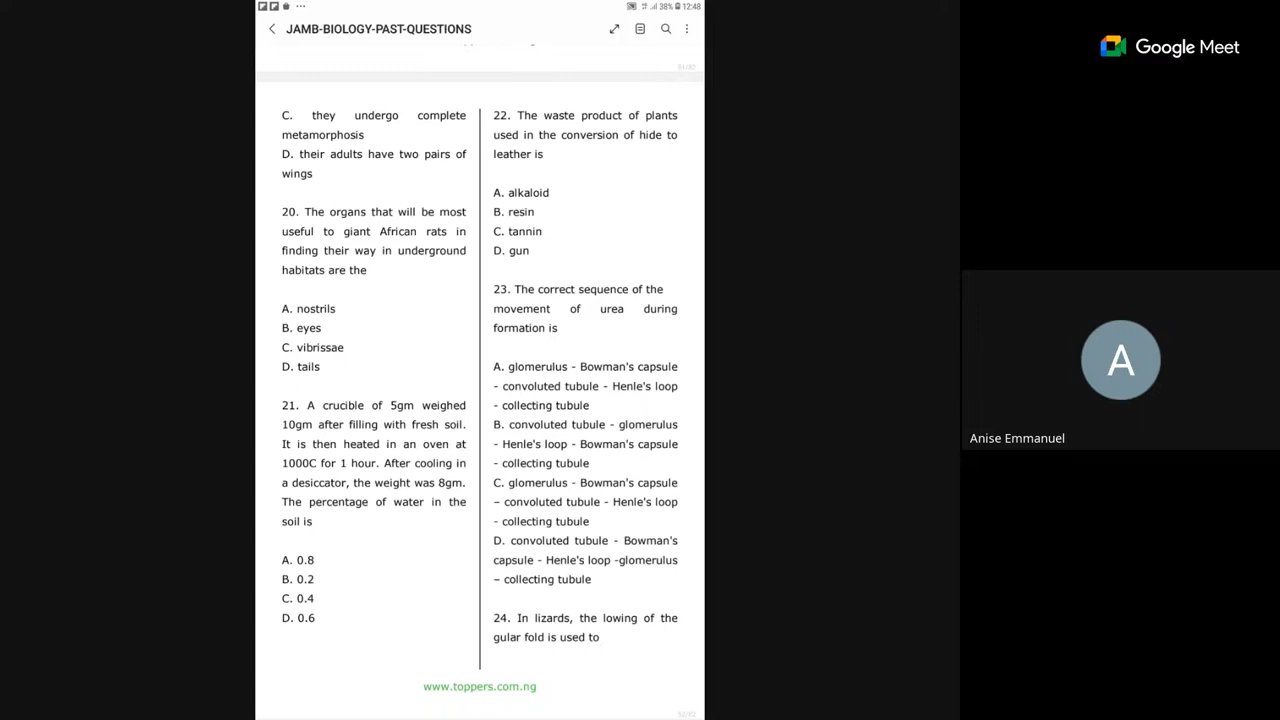 38% 12:48
JAMB-BIOLOGY-PAST-QUESTIONS
51/92
C. they undergo complete
metamorphosis
D. their adults have two pairs of
wings
20. The organs that will be most
useful to giant African rats in
finding their way in underground
habitats are the
A. nostrils
B. eyes
C. vibrissae
D. tails
21. A crucible of 5gm weighed
10gm after filling with fresh soil.
It is then heated in an oven at
1000C for 1 hour. After cooling in
a desiccator, the weight was 8gm.
The percentage of water in the
soil is
A. 0.8
B. 0.2
C. 0.4
D. 0.6
22. The waste product of plants
used in the conversion of hide to
leather is
A. alkaloid
B. resin
C. tannin
D. gun
23. The correct sequence of the
movement of urea during
formation is
A. glomerulus - Bowman's capsule
- convoluted tubule - Henle's loop
- collecting tubule
B. convoluted tubule - glomerulus
- Henle's loop - Bowman's capsule
- collecting tubule
C. glomerulus - Bowman's capsule
– convoluted tubule - Henle's loop
- collecting tubule
D. convoluted tubule - Bowman's
capsule - Henle's loop -glomerulus
– collecting tubule
24. In lizards, the lowing of the
gular fold is used to
www.toppers.com.ng
52/92
Google Meet
A
Anise Emmanuel